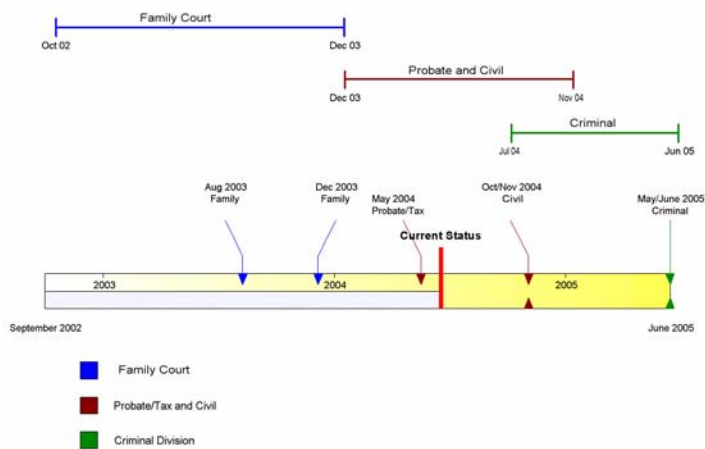 Family Court
Oct 02 Dec 03
Probate and Civil
Dec 03 Nov 04
Criminal
Jul 04 Jun 05
Aug 2003
Family
Dec 2003
Family
May 2004
Probate/Tax
Oct/Nov 2004
Civil
May/June 2005
Criminal
Current Status
2003 2004 2005
September 2002 June 2005
Family Court
Probate/Tax and Civil
Criminal Division